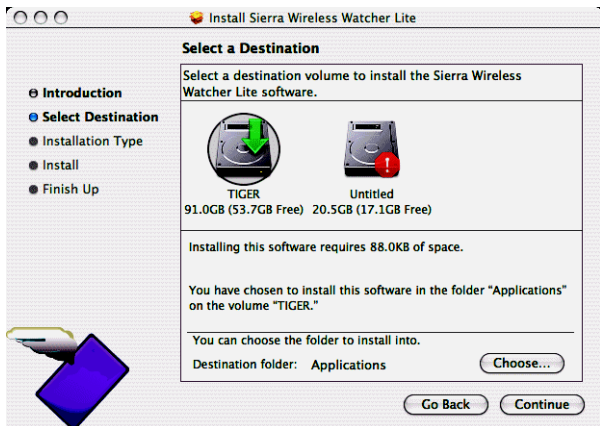 Install Sierra Wireless Watcher Lite
Select a Destination
Introduction
Select Destination
Installation Type
Install
Finish Up
Select a destination volume to install the Sierra Wireless
Watcher Lite software.
TIGER
91.0GB (53.7GB Free)
Untitled
20.5GB (17.1GB Free)
Installing this software requires 88.0KB of space.
You have chosen to install this software in the folder “Applications”
on the volume “TIGER.”
You can choose the folder to install into.
Destination folder: Applications
Choose...
Go Back
Continue